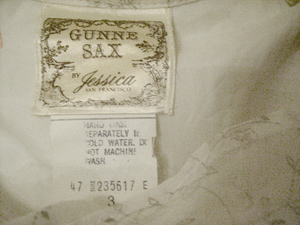 GUNNE
SAX
BY Jessica
SAN FRANCISCO
HAND WASH
SEPARATELY IN
COLD WATER. DO
NOT MACHINE
WASH
47 235617 E
3